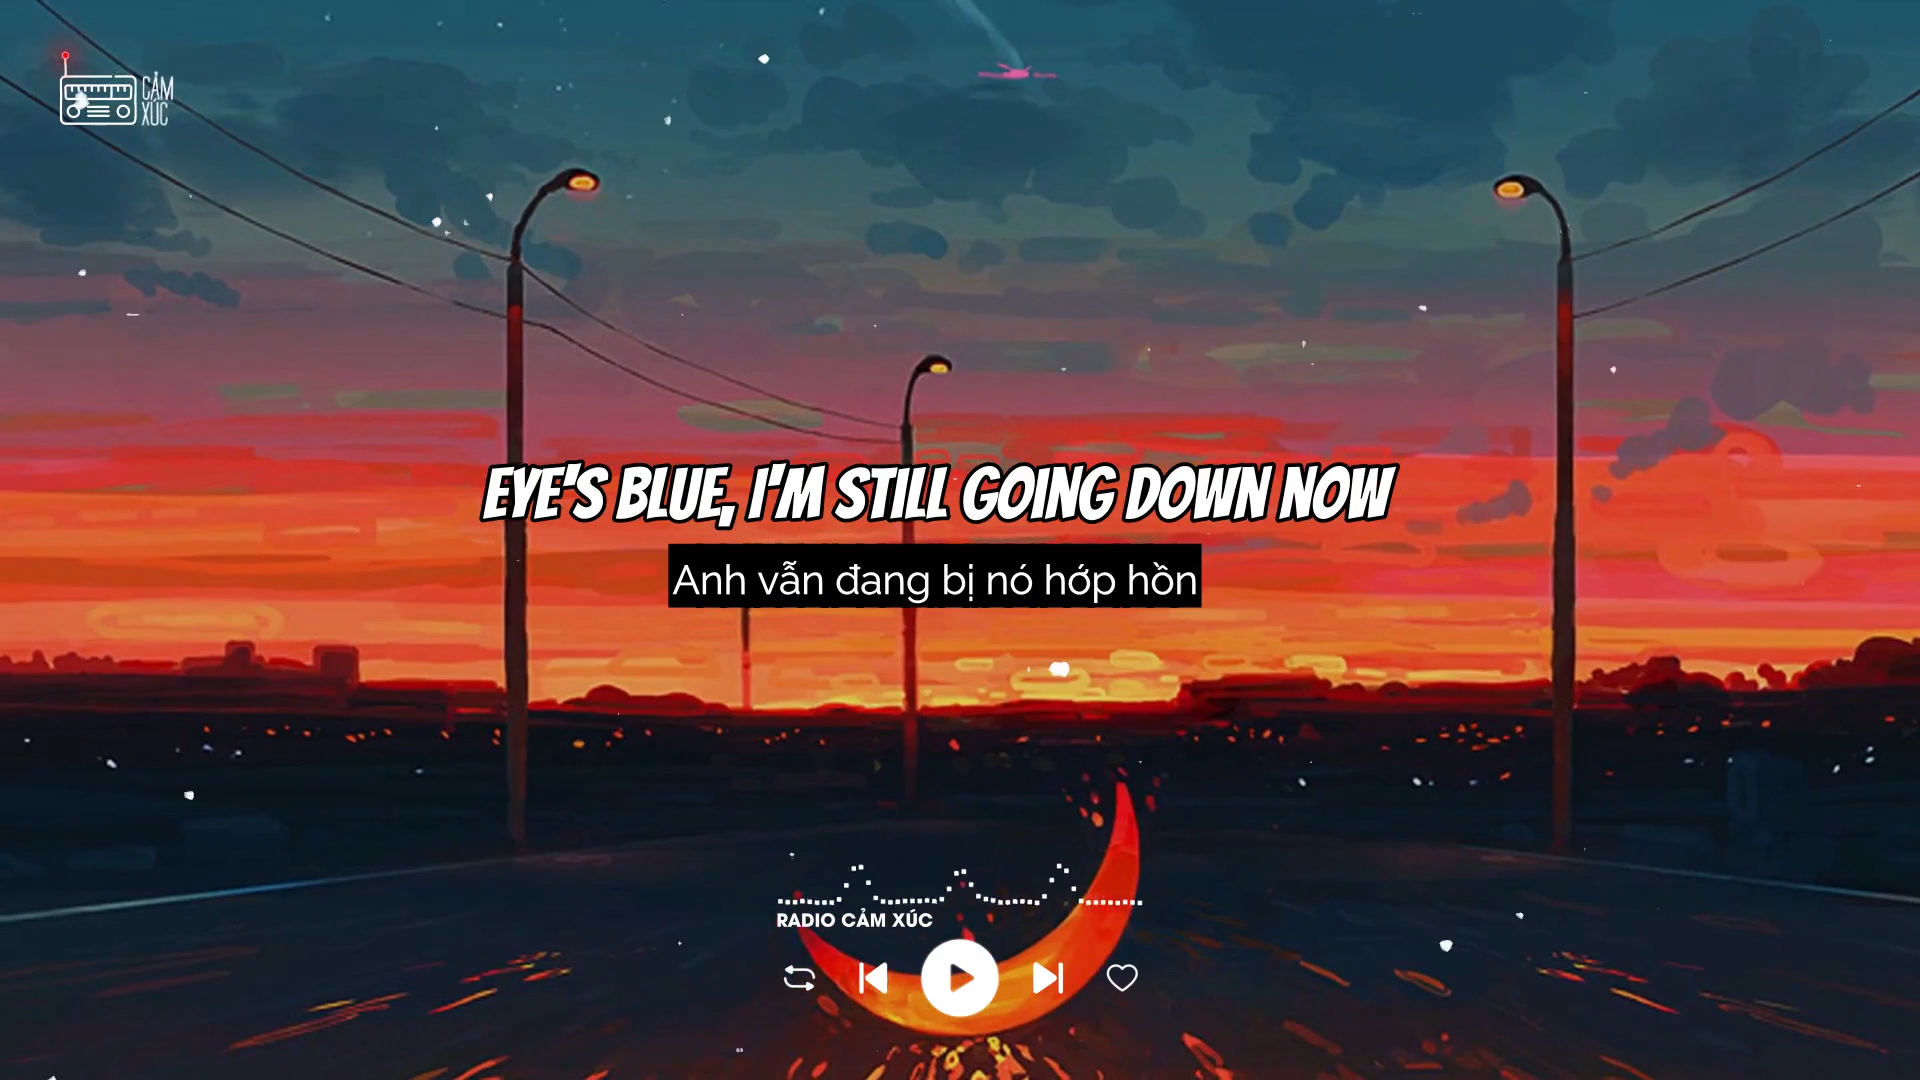 CẢM
XÚC
EYE'S BLUE, I'M STILL GOING DOWN NOW
Anh vẫn đang bị nó hớp hồn
RADIO CẢM XÚC